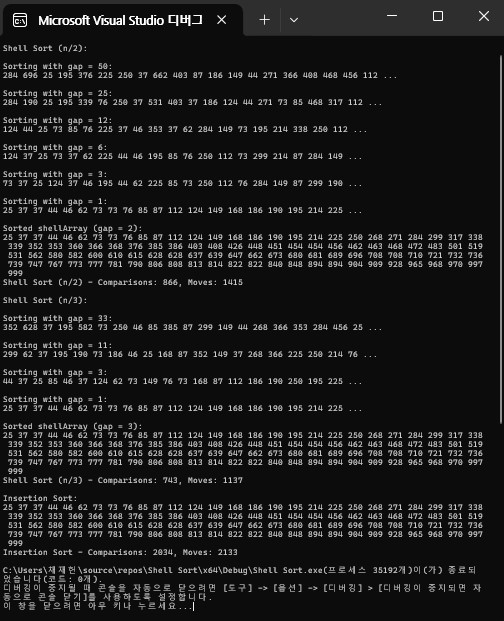 Microsoft Visual Studio 디버그
Shell Sort (n/2):
Sorting with gap = 50:
284 696 25 195 376 225 250 37 662 403 87 186 149 44 271 366 408 468 456 112 ...
Sorting with gap = 25:
284 190 25 195 339 76 250 37 531 403 37 186 124 44 271 73 85 468 317 112 ...
Sorting with gap = 12:
124 44 25 73 85 76 225 37 46 353 37 62 284 149 73 195 214 338 250 112 ...
Sorting with gap = 6:
124 37 25 73 37 62 225 44 46 195 85 76 250 112 73 299 214 87 284 149 ...
Sorting with gap = 3:
73 37 25 124 37 46 195 44 62 225 85 73 250 112 76 284 149 87 299 190 ...
Sorting with gap = 1:
25 37 37 44 46 62 73 73 76 85 87 112 124 149 168 186 190 195 214 225 ...
Sorted shellArray (gap = 2):
25 37 37 44 46 62 73 73 76 85 87 112 124 149 168 186 190 195 214 225 250 268 271 284 299 317 338
339 352 353 360 366 368 376 385 386 403 408 426 448 451 454 454 456 462 463 468 472 483 501 519
531 562 580 582 600 610 615 628 628 637 639 647 662 673 680 681 689 696 708 708 710 721 732 736
739 747 767 773 777 781 790 806 808 813 814 822 822 840 848 894 894 904 909 928 965 968 970 997
999
Shell Sort (n/2) - Comparisons: 866, Moves: 1415
Shell Sort (n/3):
Sorting with gap = 33:
352 628 37 195 582 73 250 46 85 385 87 299 149 44 268 366 353 284 456 25 ...
Sorting with gap = 11:
299 62 37 195 190 73 186 46 25 168 87 352 149 37 268 366 225 250 214 76 ...
Sorting with gap = 3:
44 37 25 85 46 37 124 62 73 149 76 73 168 87 112 186 190 250 195 225 ...
Sorting with gap = 1:
25 37 37 44 46 62 73 73 76 85 87 112 124 149 168 186 190 195 214 225 ...
Sorted shellArray (gap = 3):
25 37 37 44 46 62 73 73 76 85 87 112 124 149 168 186 190 195 214 225 250 268 271 284 299 317 338
339 352 353 360 366 368 376 385 386 403 408 426 448 451 454 454 456 462 463 468 472 483 501 519
531 562 580 582 600 610 615 628 628 637 639 647 662 673 680 681 689 696 708 708 710 721 732 736
739 747 767 773 777 781 790 806 808 813 814 822 822 840 848 894 894 904 909 928 965 968 970 997
999
Shell Sort (n/3) - Comparisons: 743, Moves: 1137
Insertion Sort:
25 37 37 44 46 62 73 73 76 85 87 112 124 149 168 186 190 195 214 225 250 268 271 284 299 317 338
339 352 353 360 366 368 376 385 386 403 408 426 448 451 454 454 456 462 463 468 472 483 501 519
531 562 580 582 600 610 615 628 628 637 639 647 662 673 680 681 689 696 708 708 710 721 732 736
739 747 767 773 777 781 790 806 808 813 814 822 822 840 848 894 894 904 909 928 965 968 970 997
999
Insertion Sort - Comparisons: 2034, Moves: 2133
C:\Users\채재헌\source\repos\Shell Sort\x64\Debug\Shell Sort.exe(프로세스 35192개)이(가) 종료되
었습니다(코드: 0개).
디버깅이 중지될 때 콘솔을 자동으로 닫으려면 [도구] -> [옵션] -> [디버깅] > [디버깅이 중지되면 자
동으로 콘솔 닫기]를 사용하도록 설정합니다.
이 창을 닫으려면 아무 키나 누르세요...